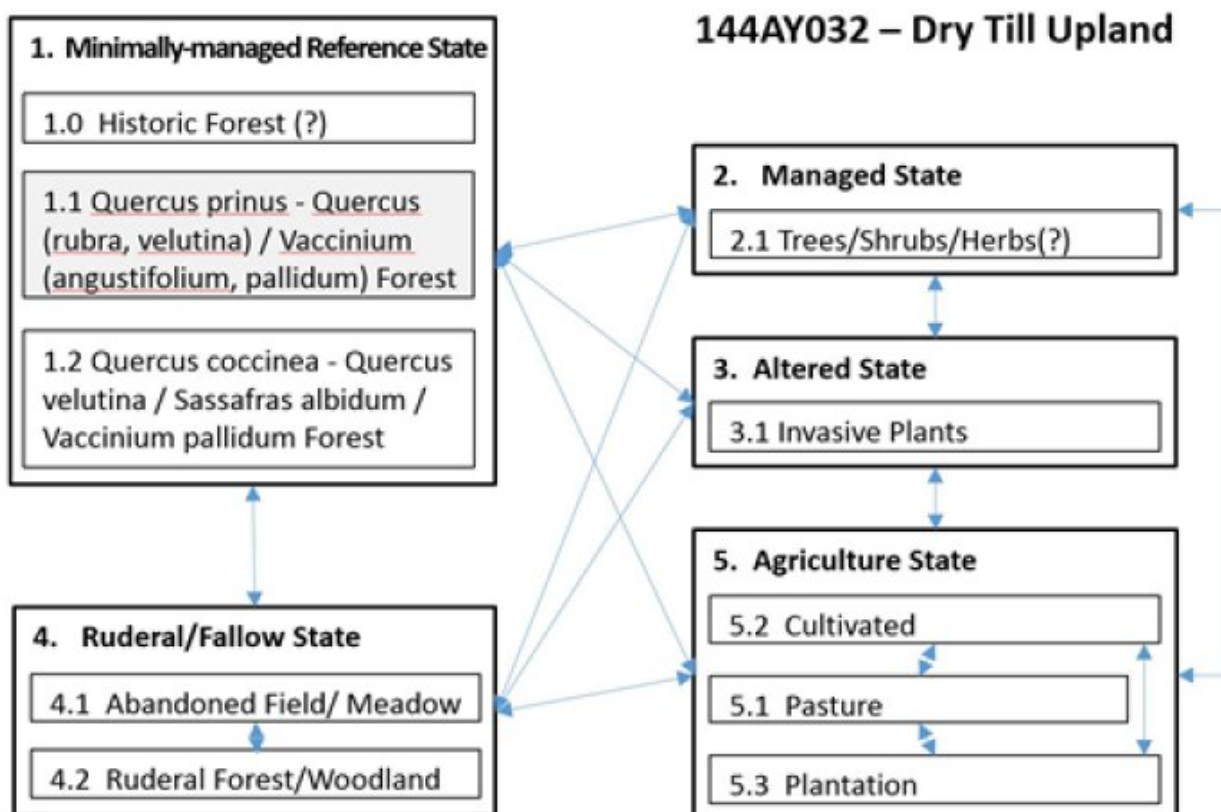 144AY032 – Dry Till Upland
1. Minimally-managed Reference State
1.0 Historic Forest (?)
1.1 Quercus prinus - Quercus
(rubra, velutina) / Vaccinium
(angustifolium, pallidum) Forest
1.2 Quercus coccinea - Quercus
velutina / Sassafras albidum /
Vaccinium pallidum Forest
2. Managed State
2.1 Trees/Shrubs/Herbs(?)
3. Altered State
3.1 Invasive Plants
4. Ruderal/Fallow State
4.1 Abandoned Field/ Meadow
4.2 Ruderal Forest/Woodland
5. Agriculture State
5.2 Cultivated
5.1 Pasture
5.3 Plantation